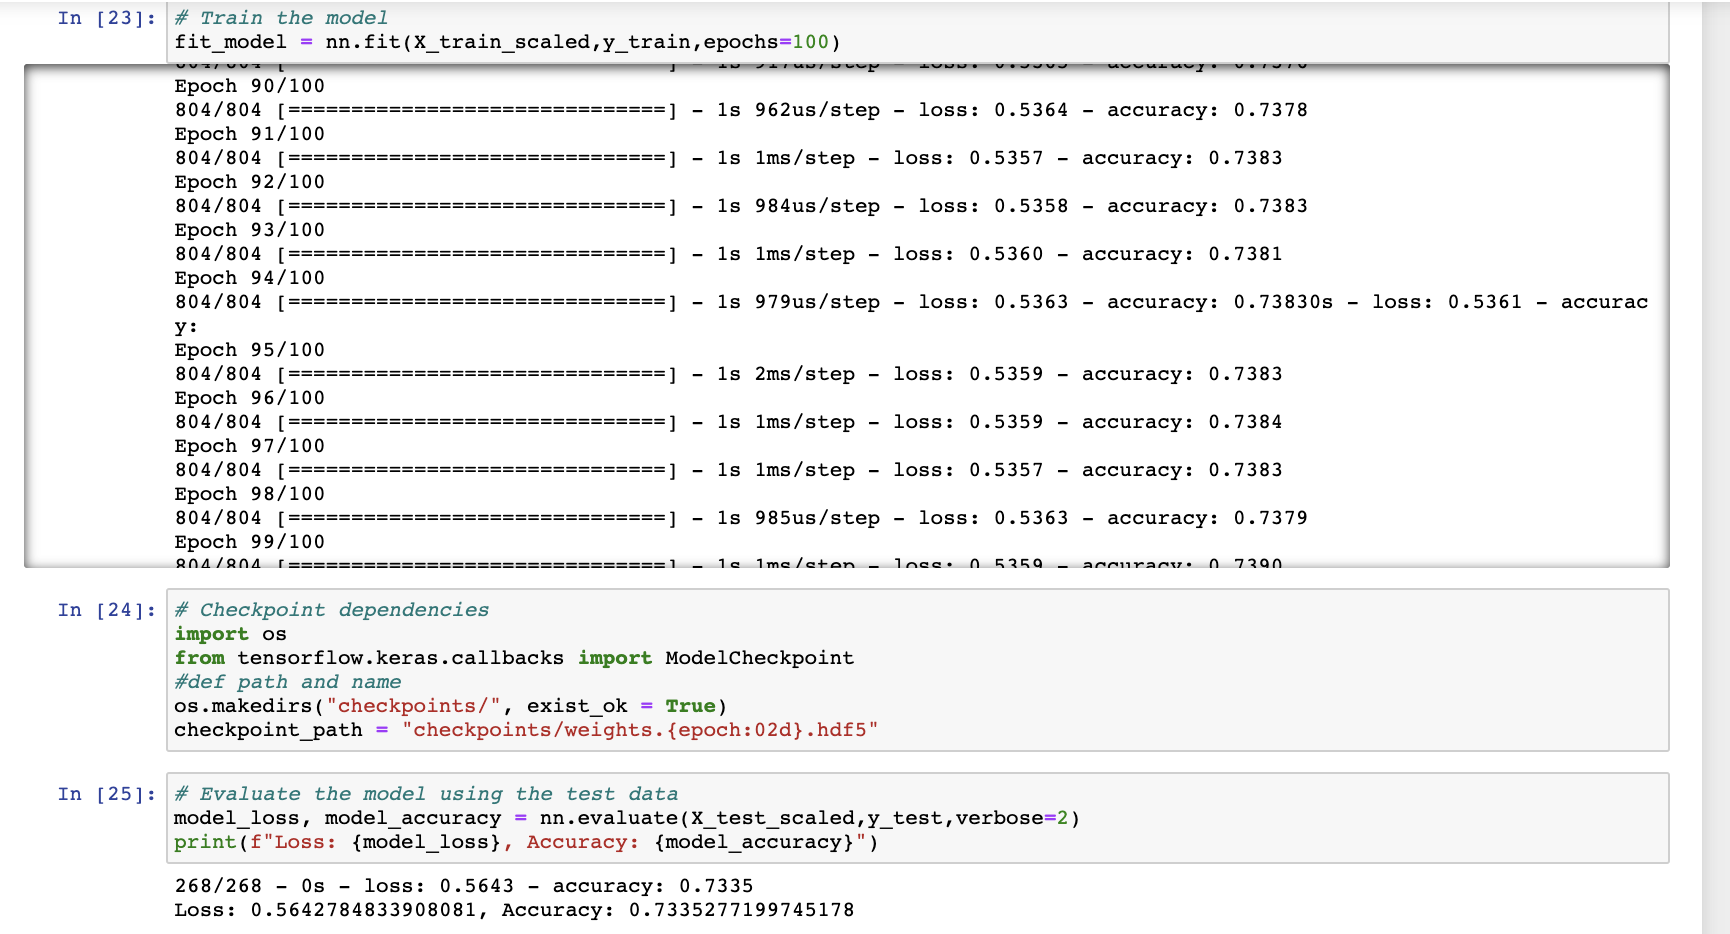 In [23]: # Train the model
fit_model = nn.fit(X_train_scaled,y_train,epochs=100)
Epoch 90/100
804/804 [==============================] - 1s 962us/step - loss: 0.5364 - accuracy: 0.7378
Epoch 91/100
804/804 [==============================] - 1s 1ms/step - loss: 0.5357 - accuracy: 0.7383
Epoch 92/100
804/804 [==============================] - 1s 984us/step - loss: 0.5358 - accuracy: 0.7383
Epoch 93/100
804/804 [==============================] - 1s 1ms/step - loss: 0.5360 - accuracy: 0.7381
Epoch 94/100
804/804 [==============================] - 1s 979us/step - loss: 0.5363 - accuracy: 0.73830s - loss: 0.5361 - accurac
y:
Epoch 95/100
804/804 [==============================] - 1s 2ms/step - loss: 0.5359 - accuracy: 0.7383
Epoch 96/100
804/804 [==============================] - 1s 1ms/step - loss: 0.5359 - accuracy: 0.7384
Epoch 97/100
804/804 [==============================] - 1s 1ms/step - loss: 0.5357 - accuracy: 0.7383
Epoch 98/100
804/804 [==============================] - 1s 985us/step - loss: 0.5363 - accuracy: 0.7379
Epoch 99/100
804/804 [==============================] - 1s 1ms/step - loss: 0.5359 - accuracy: 0.7390
In [24]: # Checkpoint dependencies
import os
from tensorflow.keras.callbacks import ModelCheckpoint
#def path and name
os.makedirs("checkpoints/", exist_ok = True)
checkpoint_path = "checkpoints/weights.{epoch:02d}.hdf5"
In [25]: # Evaluate the model using the test data
model_loss, model_accuracy = nn.evaluate(X_test_scaled,y_test,verbose=2)
print(f"Loss: {model_loss}, Accuracy: {model_accuracy}")
268/268 - 0s - loss: 0.5643 - accuracy: 0.7335
Loss: 0.5642784833908081, Accuracy: 0.7335277199745178